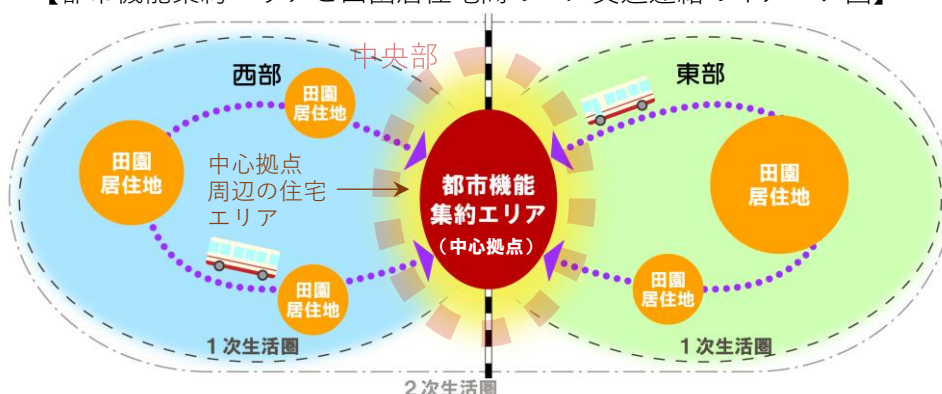 【都市機能集約エリアと田園居住地間のバス交通連絡のイメージ図】
中央部
西部
東部
田園
居住地
田園
居住地
中心拠点
周辺の住宅
エリア
都市機能
集約エリア
(中心拠点)
田園
居住地
田園
居住地
田園
居住地
1次生活圏
1次生活圏
2次生活圏